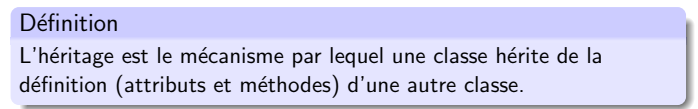 Définition
L'héritage est le mécanisme par lequel une classe hérite de la
définition (attributs et méthodes) d'une autre classe.